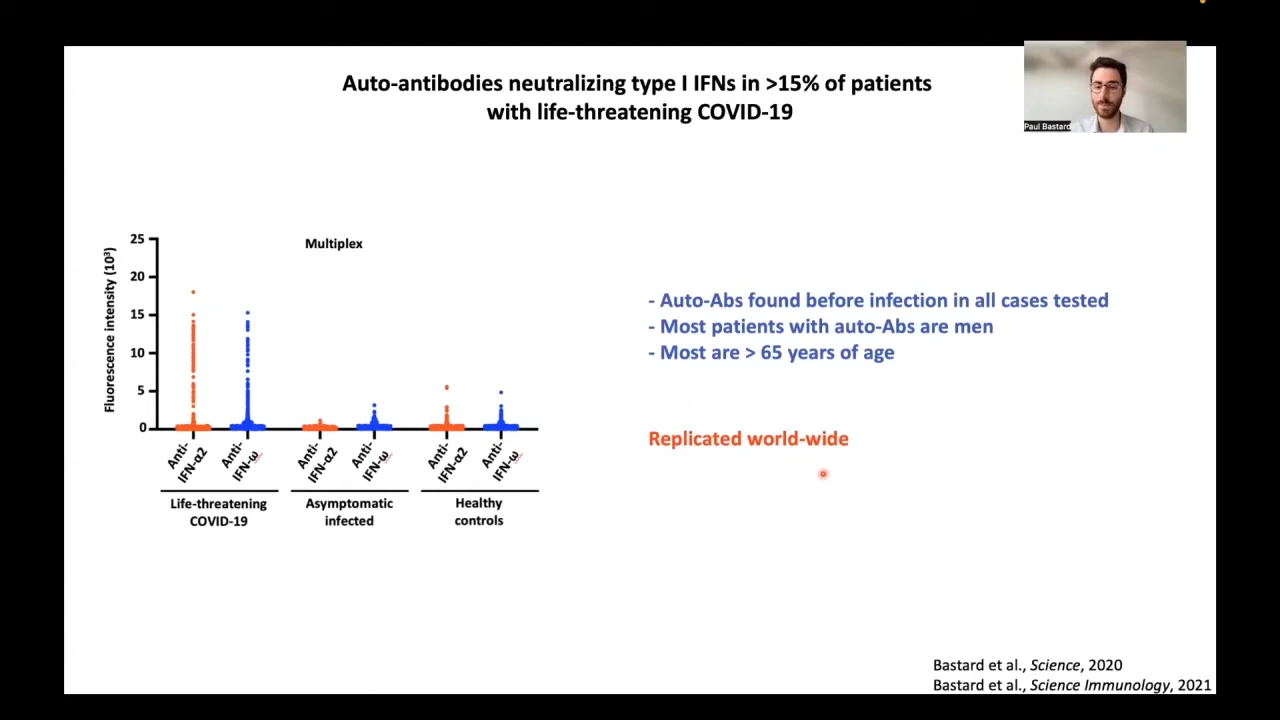 Auto-antibodies neutralizing type I IFNs in >15% of patients
with life-threatening COVID-19
Paul Bastard
Multiplex
Fluorescence intensity (10³)
25
20
15
10
5
0
Anti-
IFN-α2
Anti-
IFN-ω
Anti-
IFN-α2
Anti-
IFN-ω
Anti-
IFN-α2
Anti-
IFN-ω
Life-threatening
COVID-19
Asymptomatic
infected
Healthy
controls
- Auto-Abs found before infection in all cases tested
- Most patients with auto-Abs are men
- Most are > 65 years of age
Replicated world-wide
Bastard et al., Science, 2020
Bastard et al., Science Immunology, 2021